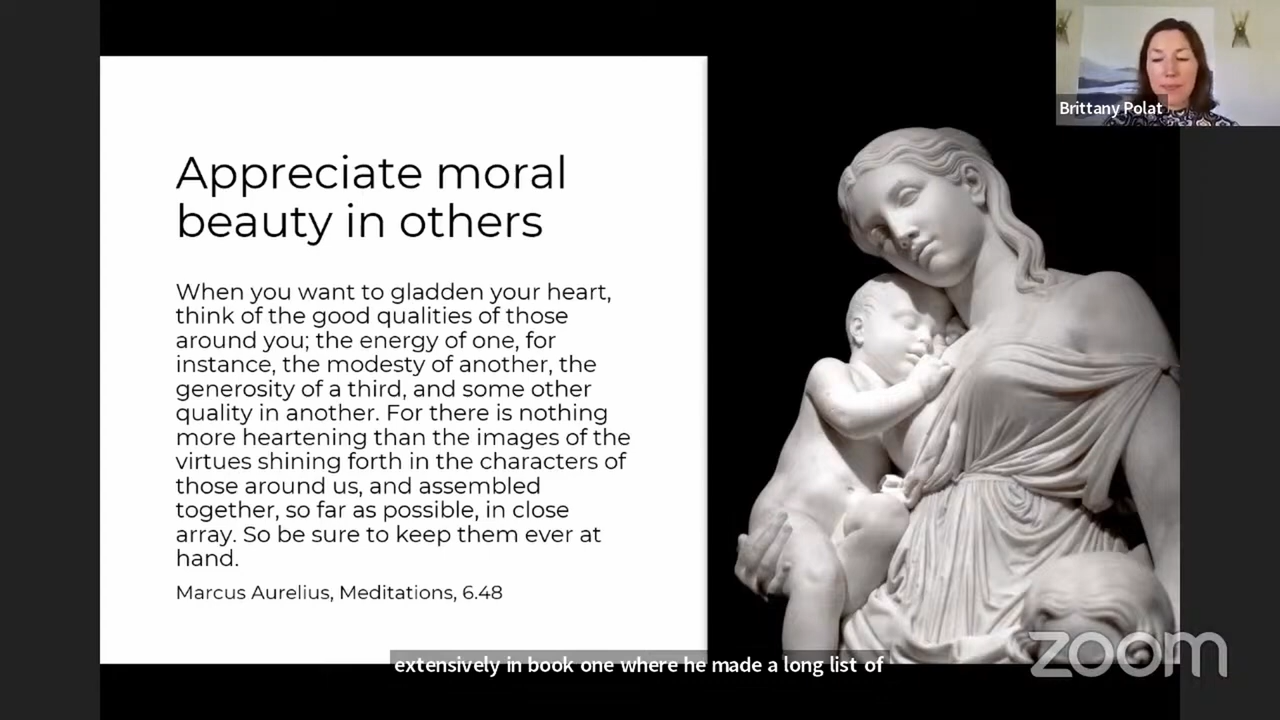 Brittany Polat
Appreciate moral
beauty in others
When you want to gladden your heart,
think of the good qualities of those
around you; the energy of one, for
instance, the modesty of another, the
generosity of a third, and some other
quality in another. For there is nothing
more heartening than the images of the
virtues shining forth in the characters of
those around us, and assembled
together, so far as possible, in close
array. So be sure to keep them ever at
hand.
Marcus Aurelius, Meditations, 6.48
extensively in book one where he made a long list of
zoom